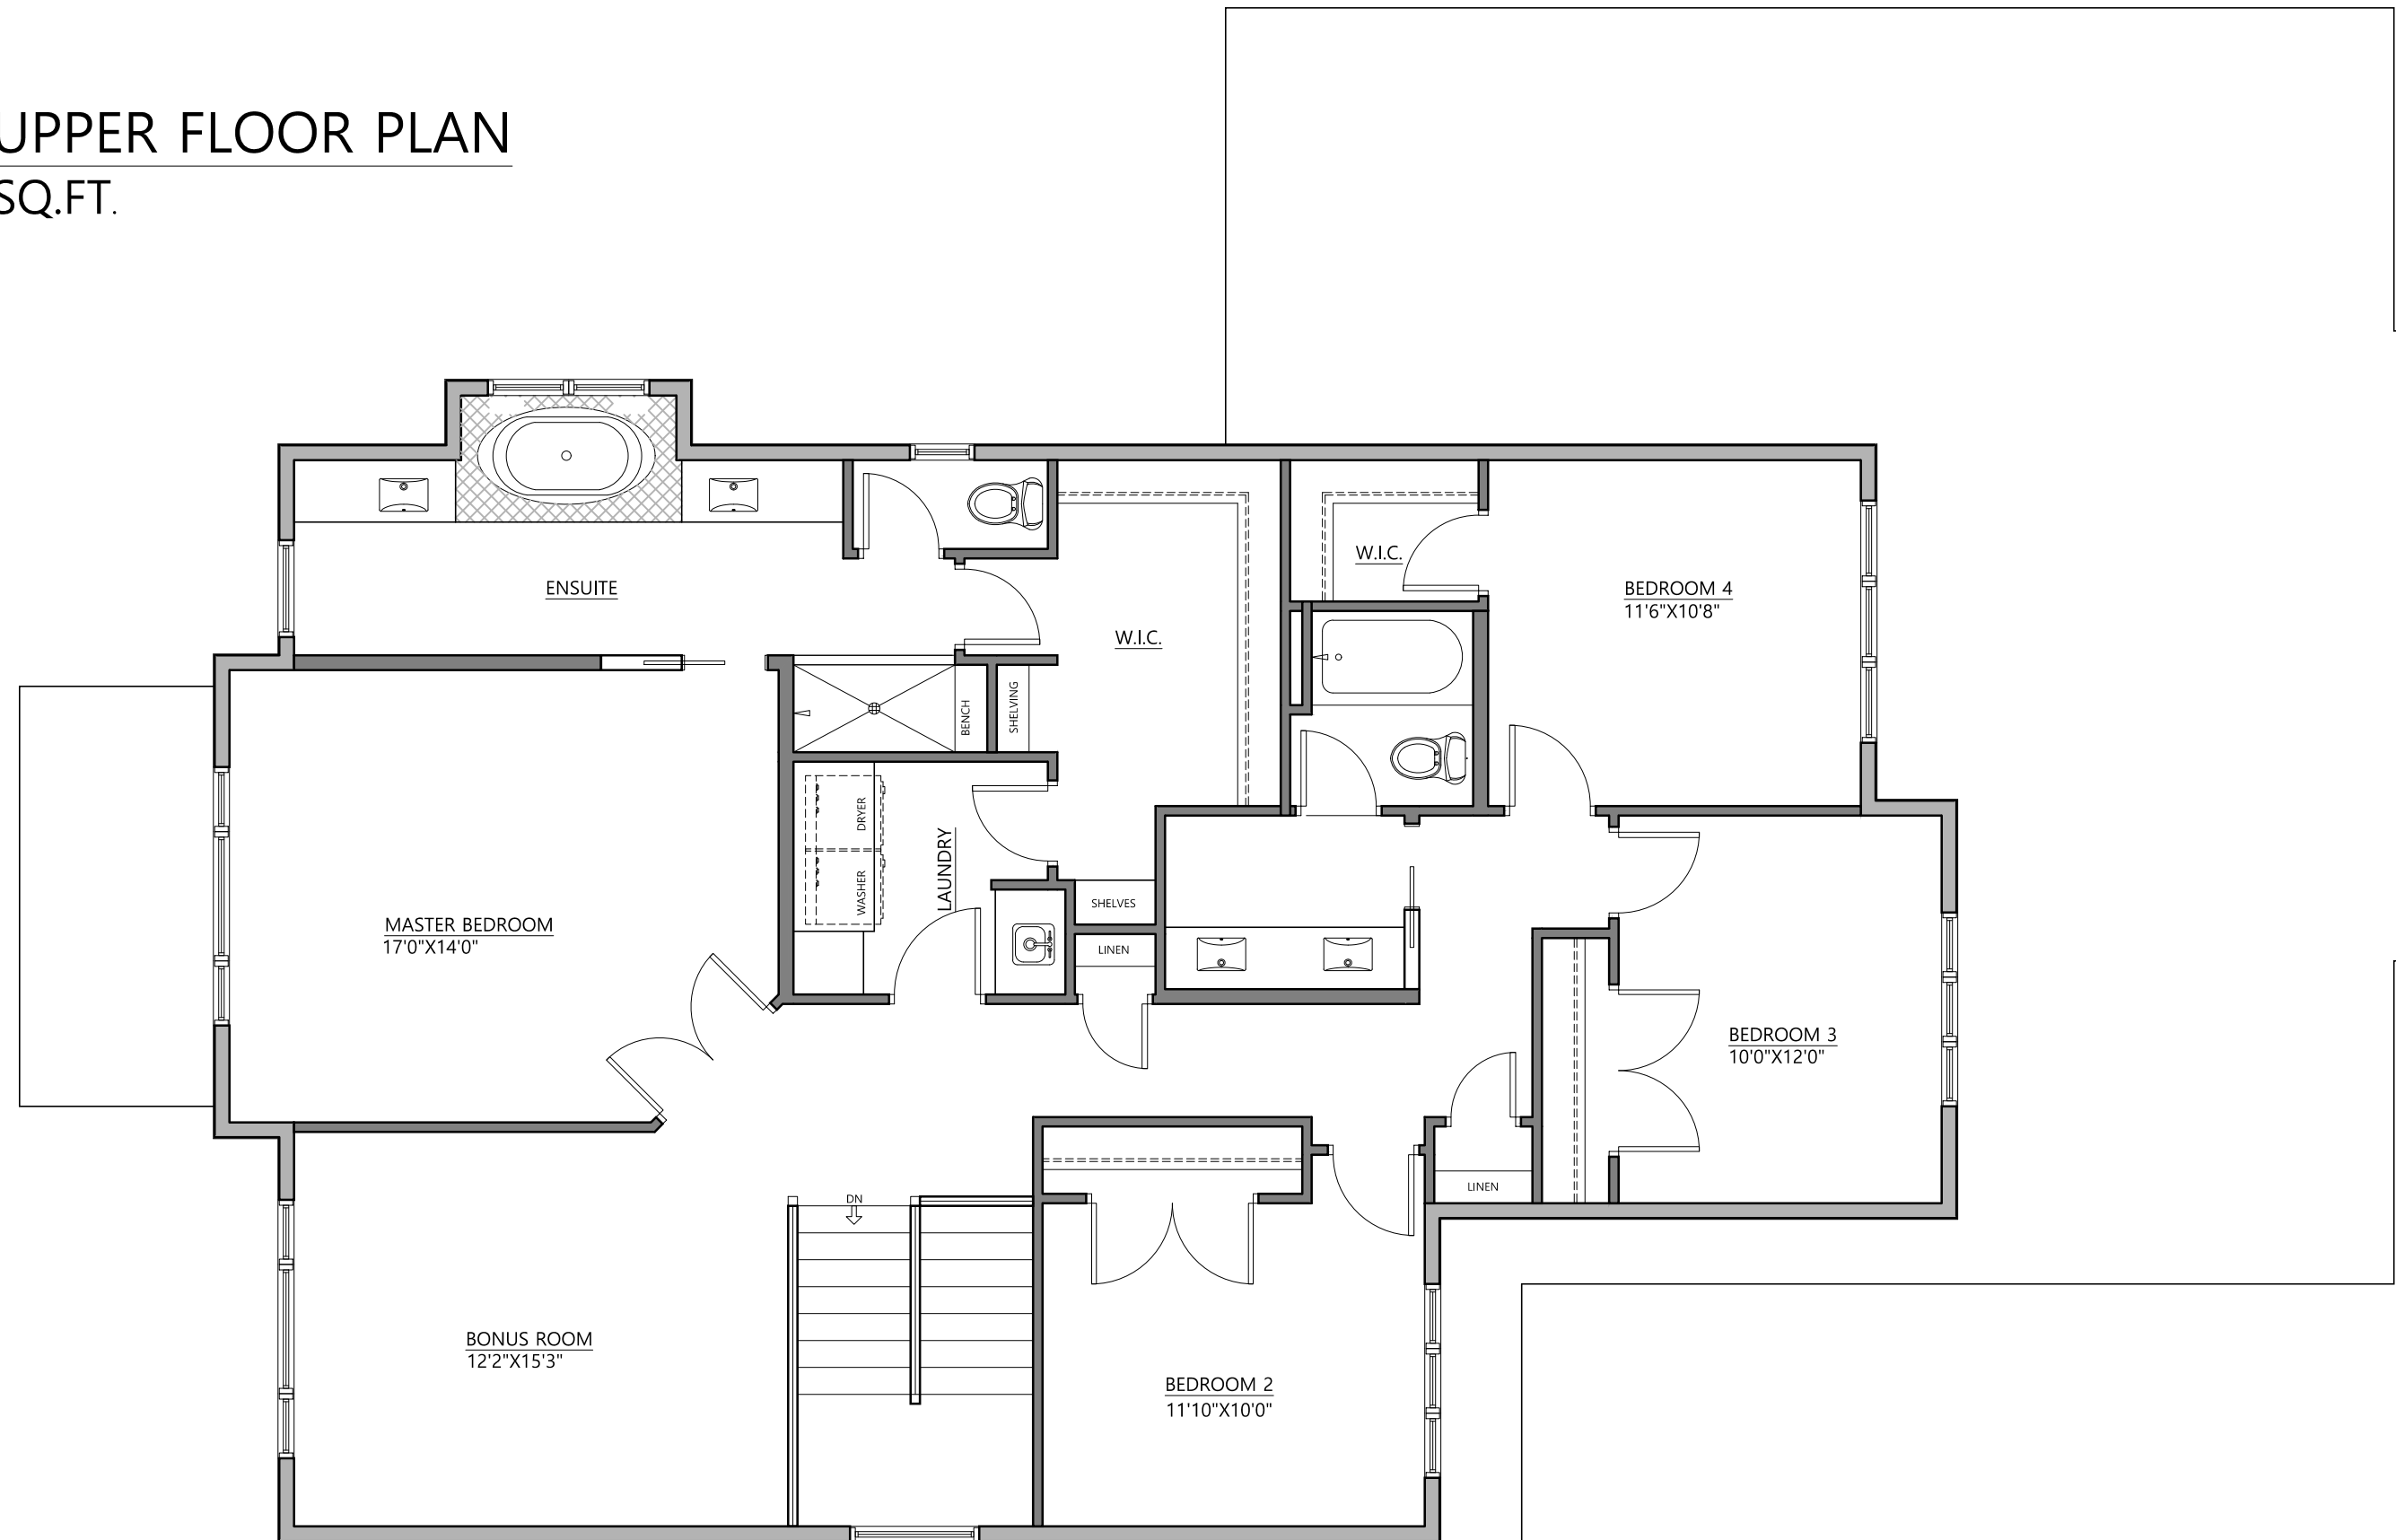 UPPER FLOOR PLAN
SQ.FT.
ENSUITE
W.I.C.
BEDROOM 4
11'6"X10'8"
W.I.C.
BENCH
SHELVING
DRYER
WASHER
LAUNDRY
SHELVES
LINEN
MASTER BEDROOM
17'0"X14'0"
BEDROOM 3
10'0"X12'0"
LINEN
DN
BONUS ROOM
12'2"X15'3"
BEDROOM 2
11'10"X10'0"